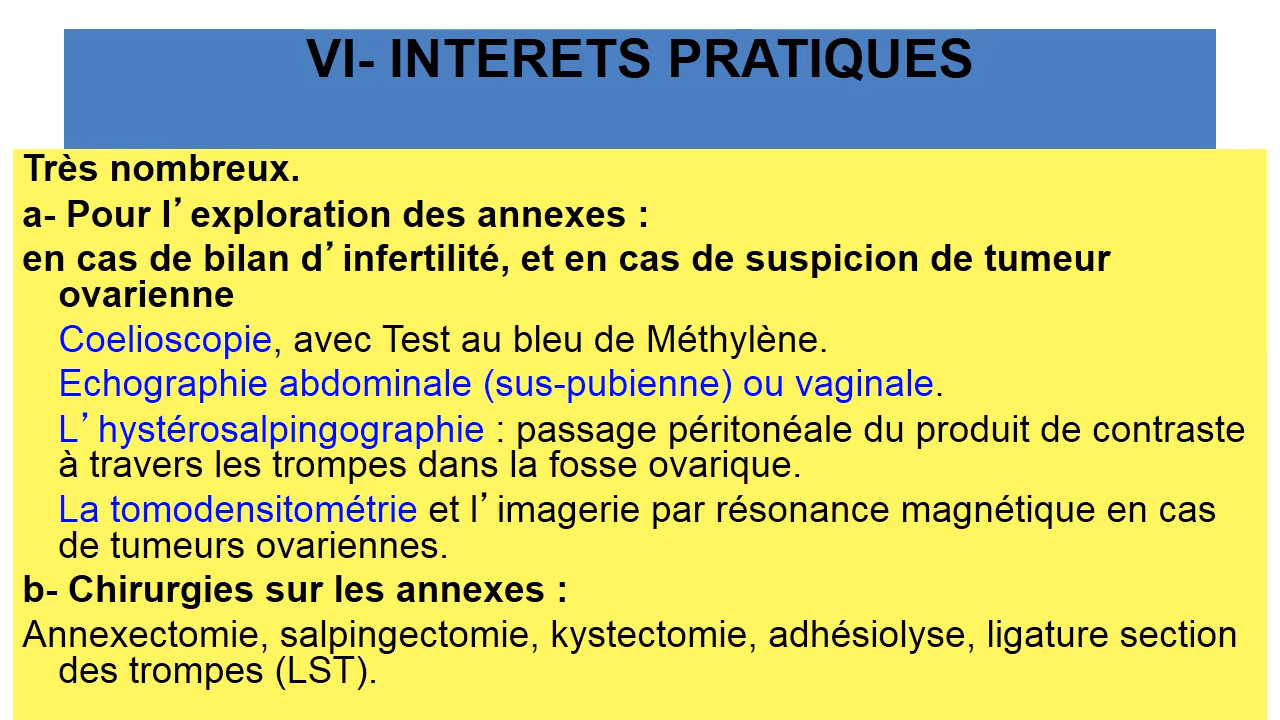 VI- INTERETS PRATIQUES
Très nombreux.
a- Pour l’exploration des annexes :
en cas de bilan d’infertilité, et en cas de suspicion de tumeur
ovarienne
Coelioscopie, avec Test au bleu de Méthylène.
Echographie abdominale (sus-pubienne) ou vaginale.
L’hystérosalpingographie : passage péritonéale du produit de contraste
à travers les trompes dans la fosse ovarique.
La tomodensitométrie et l’imagerie par résonance magnétique en cas
de tumeurs ovariennes.
b- Chirurgies sur les annexes :
Annexectomie, salpingectomie, kystectomie, adhésiolyse, ligature section
des trompes (LST).